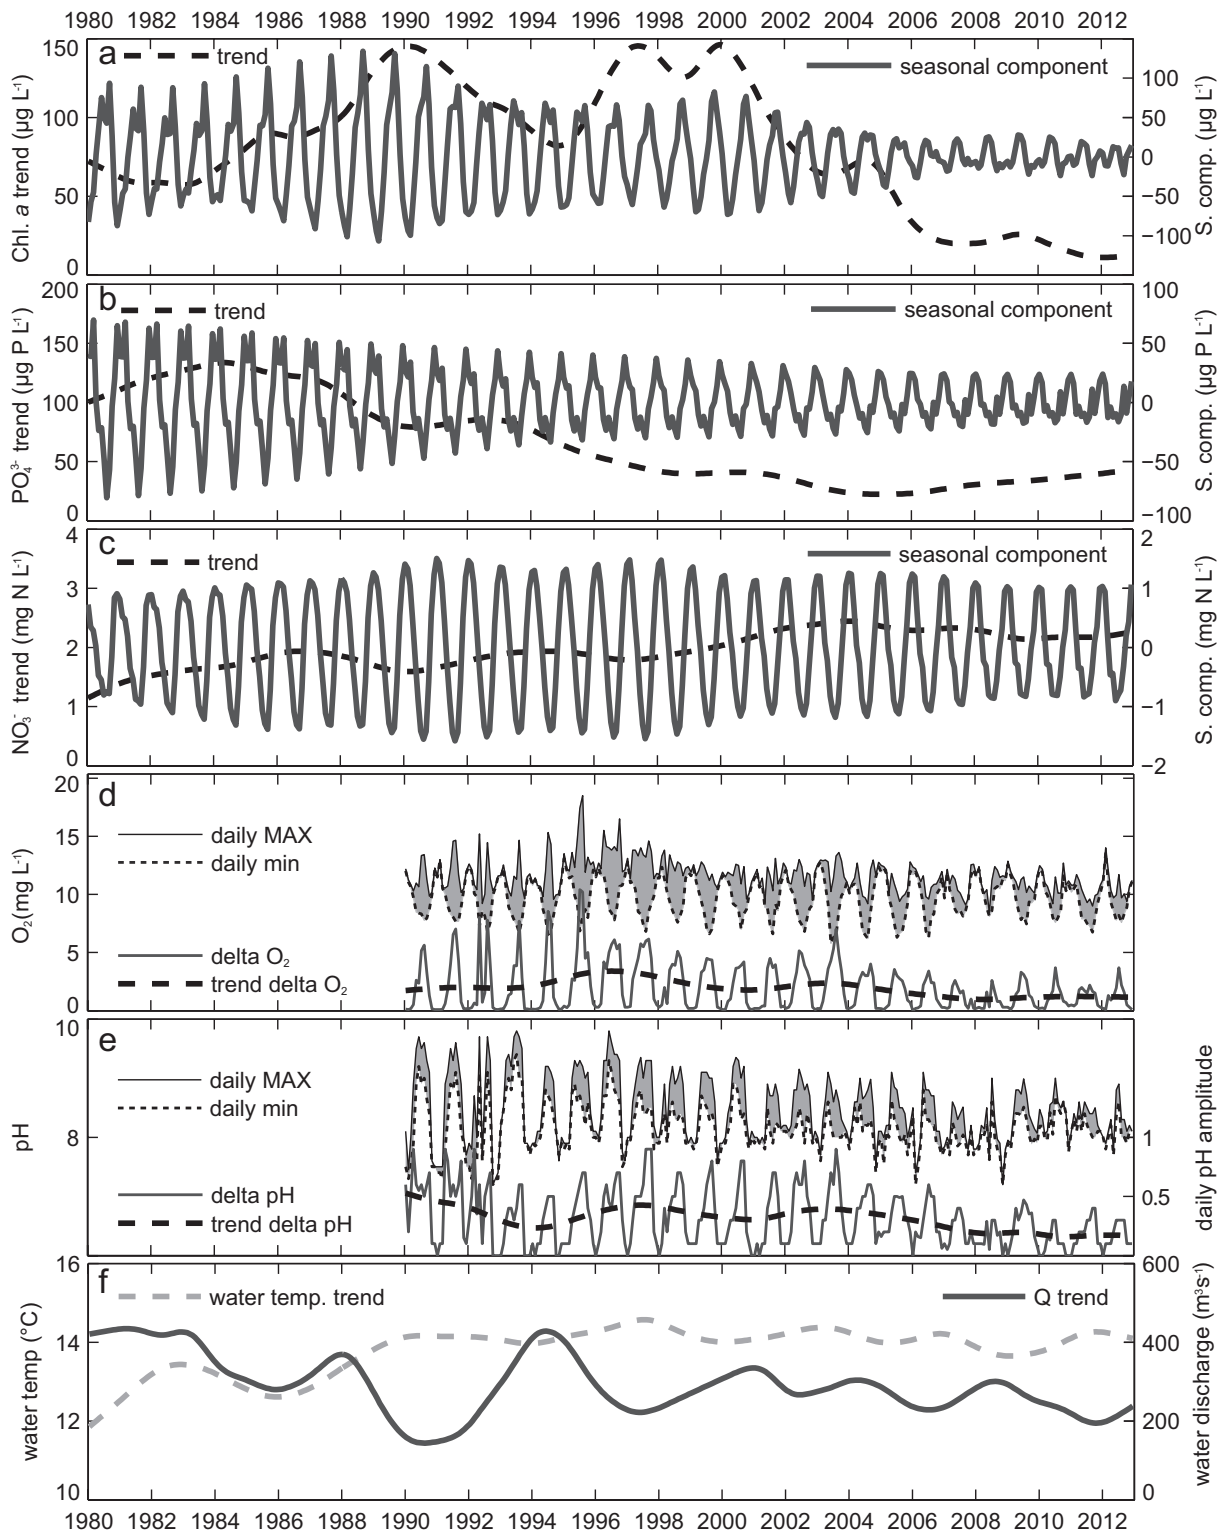 1980 1982 1984 1986 1988 1990 1992 1994 1996 1998 2000 2002 2004 2006 2008 2010 2012
a
trend
seasonal component
150
100
50
0
Chl. a trend (µg L-1)
100
50
0
−50
−100
S. comp. (µg L-1)
b
trend
seasonal component
200
150
100
50
0
PO43- trend (µg P L-1)
100
50
0
−50
−100
S. comp. (µg P L-1)
c
trend
seasonal component
4
3
2
1
0
NO3- trend (mg N L-1)
2
1
0
−1
−2
S. comp. (mg N L-1)
d
daily MAX
daily min
delta O2
trend delta O2
20
15
10
5
0
O2(mg L-1)
e
daily MAX
daily min
delta pH
trend delta pH
10
8
pH
1
0.5
0
daily pH amplitude
f
water temp. trend
Q trend
16
14
12
10
water temp (°C)
600
400
200
0
water discharge (m3s-1)
1980 1982 1984 1986 1988 1990 1992 1994 1996 1998 2000 2002 2004 2006 2008 2010 2012